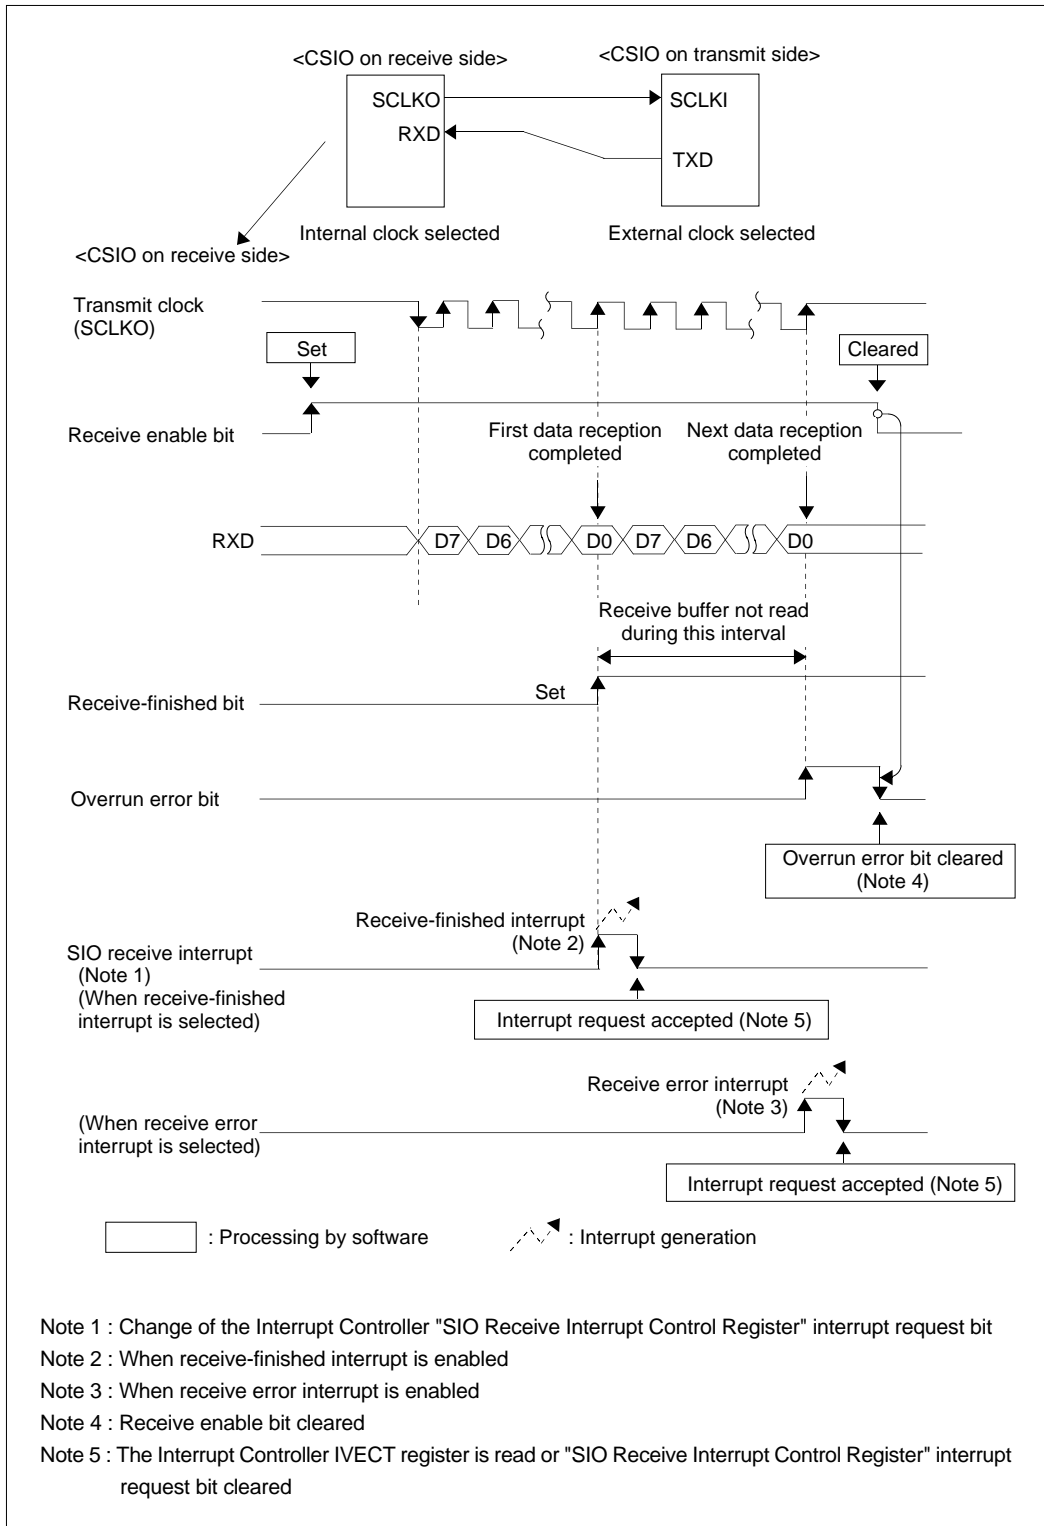 <CSIO on receive side>
<CSIO on transmit side>
SCLKO
SCLKI
RXD
TXD
Internal clock selected
External clock selected
<CSIO on receive side>
Transmit clock
(SCLKO)
Set
Cleared
Receive enable bit
First data reception
completed
Next data reception
completed
RXD
D7
D6
D0
D7
D6
D0
Receive buffer not read
during this interval
Set
Receive-finished bit
Overrun error bit
Overrun error bit cleared
(Note 4)
Receive-finished interrupt
(Note 2)
SIO receive interrupt
(Note 1)
(When receive-finished
interrupt is selected)
Interrupt request accepted (Note 5)
Receive error interrupt
(Note 3)
(When receive error
interrupt is selected)
Interrupt request accepted (Note 5)
: Processing by software
: Interrupt generation
Note 1 : Change of the Interrupt Controller "SIO Receive Interrupt Control Register" interrupt request bit
Note 2 : When receive-finished interrupt is enabled
Note 3 : When receive error interrupt is enabled
Note 4 : Receive enable bit cleared
Note 5 : The Interrupt Controller IVECT register is read or "SIO Receive Interrupt Control Register" interrupt
request bit cleared